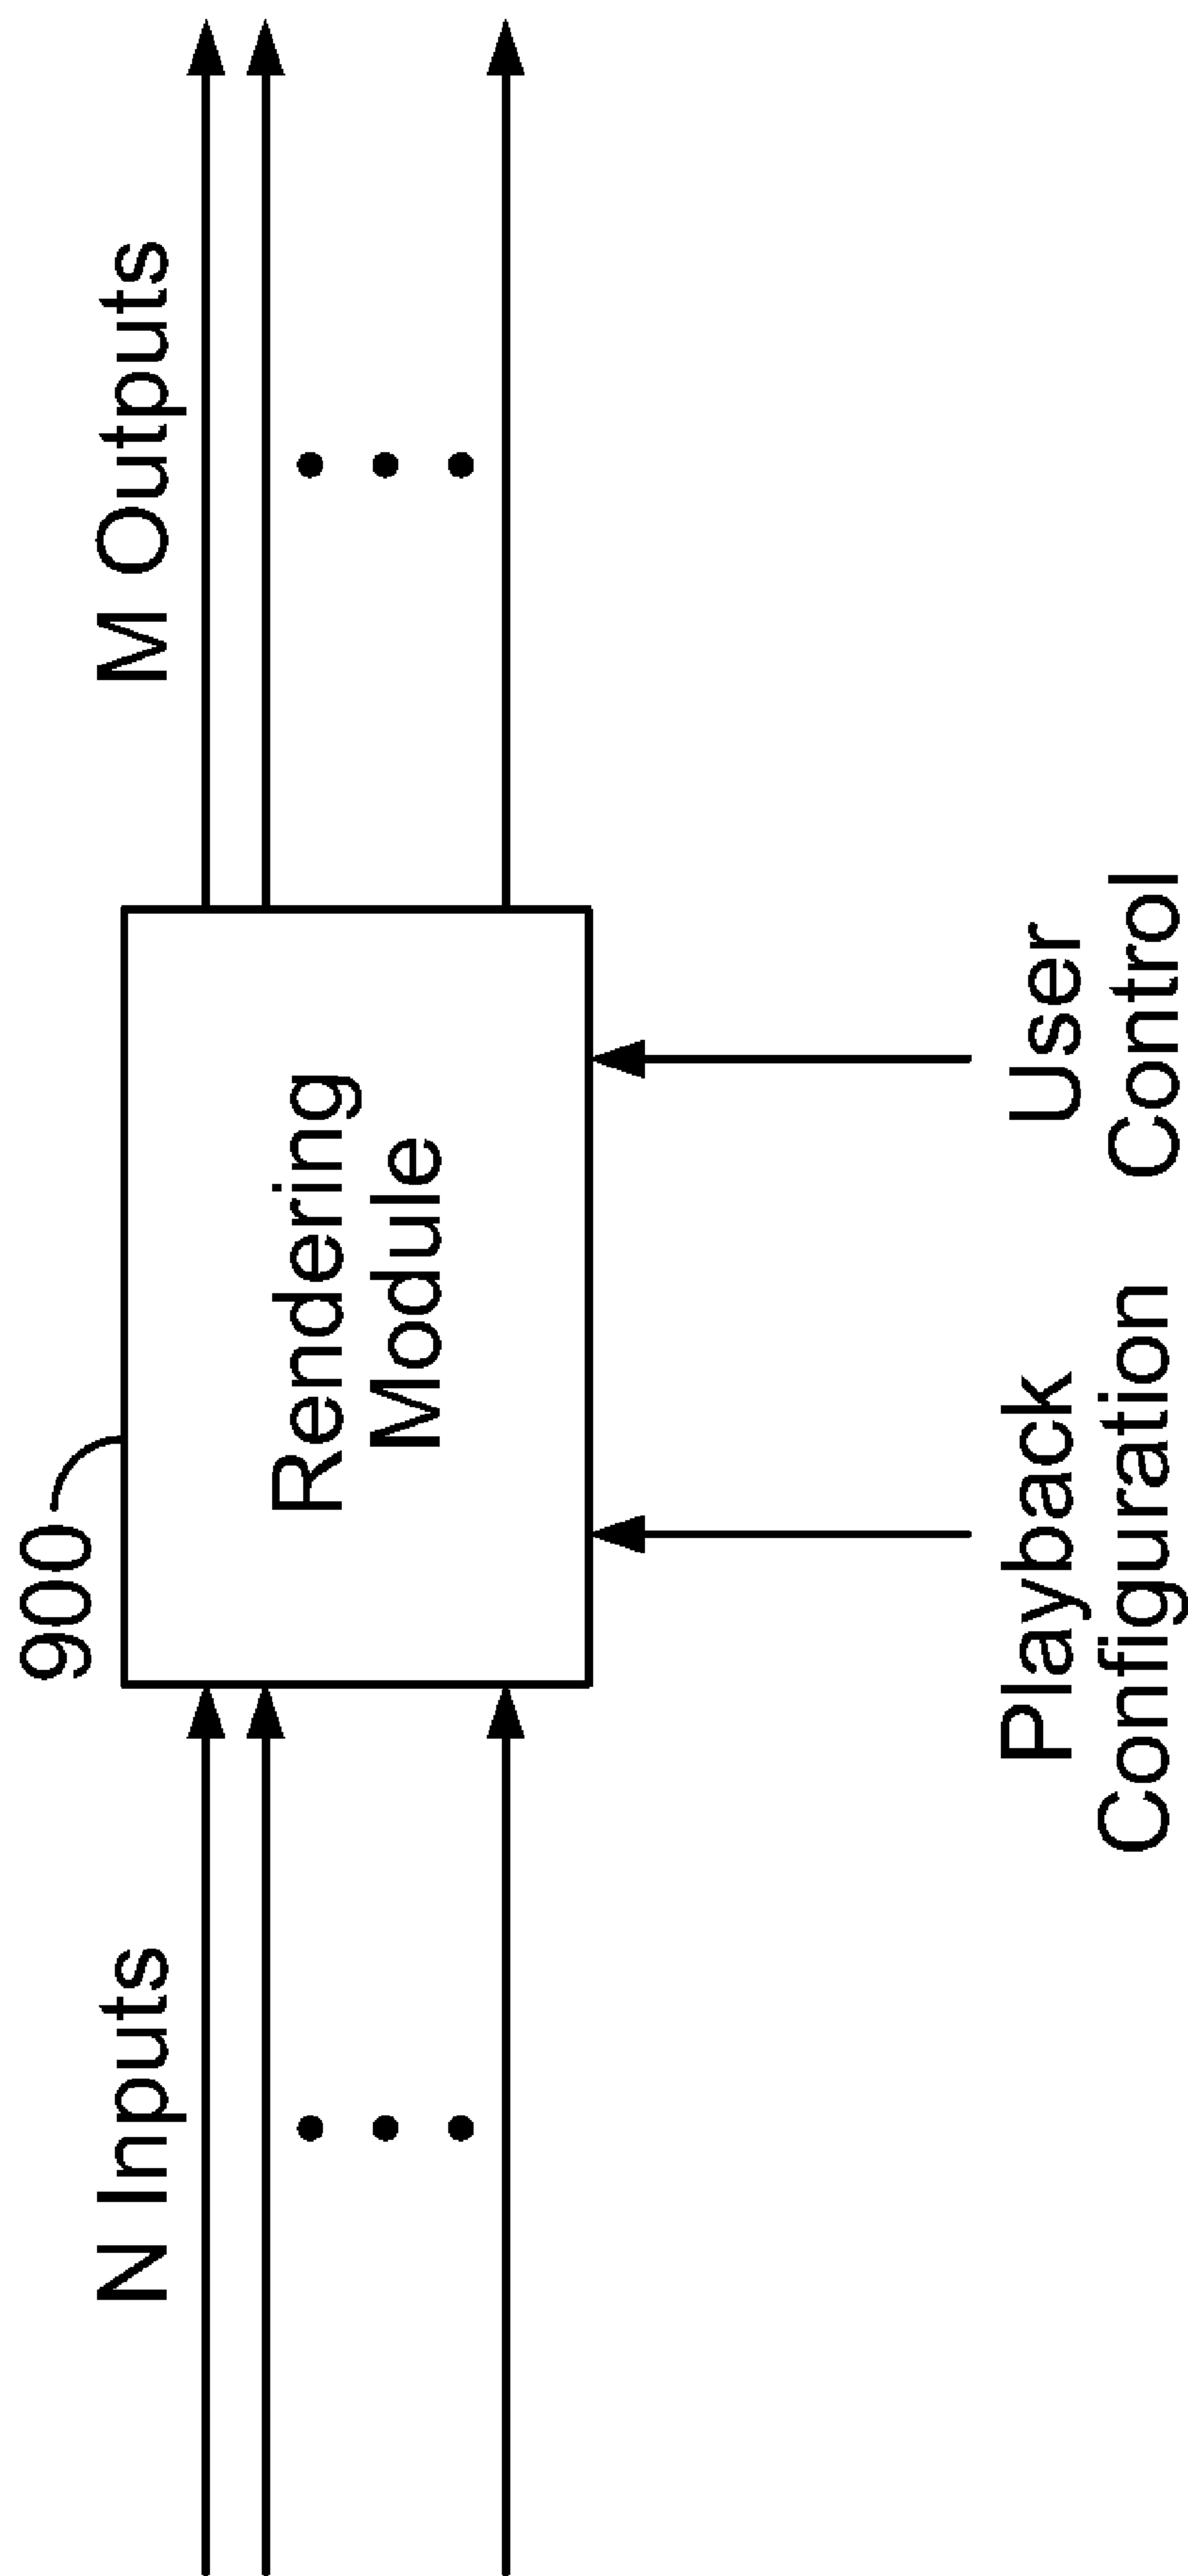 900
N Inputs
M Outputs
Rendering
Module
Playback
Configuration
User
Control